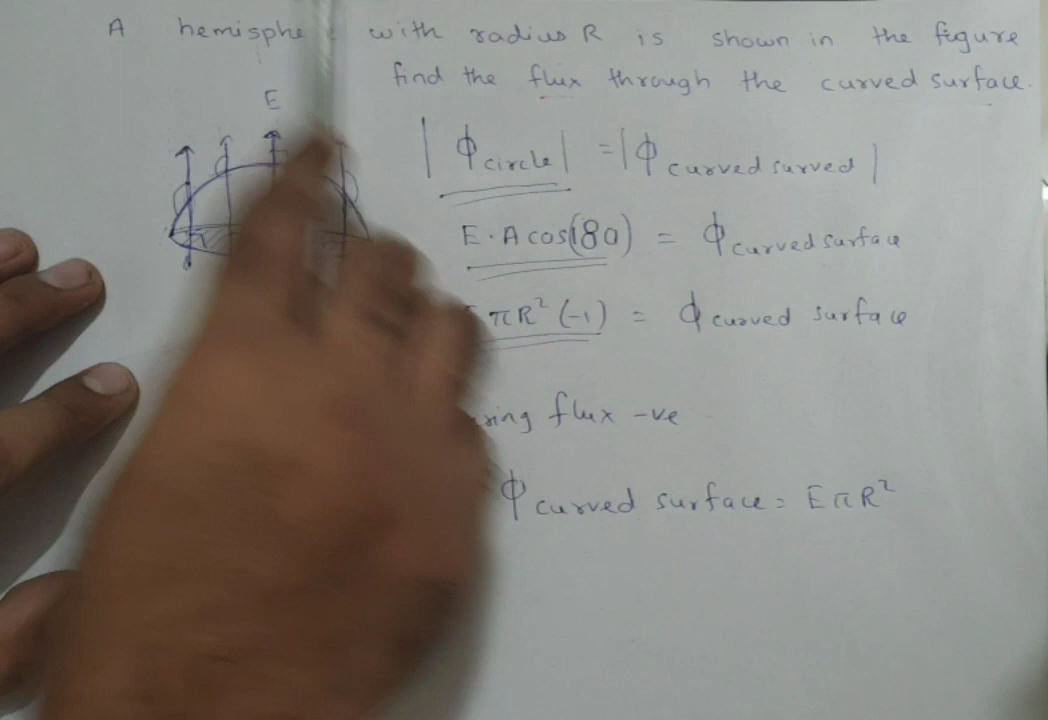 A hemisphe with radius R is shown in the figure
find the flux through the curved surface.
E
|ϕcircle| = |ϕcurved surved|
E·A cos(180) = ϕcurved surface
πR² (-1) = ϕcurved surface
ring flux -ve
ϕcurved surface = EπR²